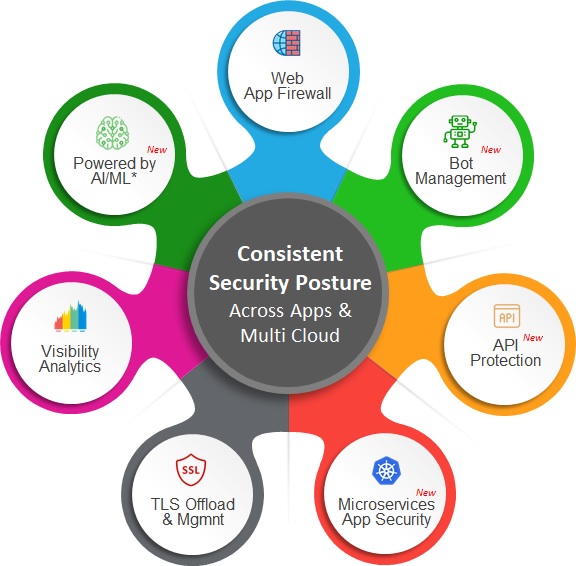 Web
App Firewall
New
Bot
Management
API
New
API
Protection
New
Microservices
App Security
SSL
TLS Offload
& Mgmnt
Visibility
Analytics
New
Powered by
AI/ML*
Consistent
Security Posture
Across Apps &
Multi Cloud